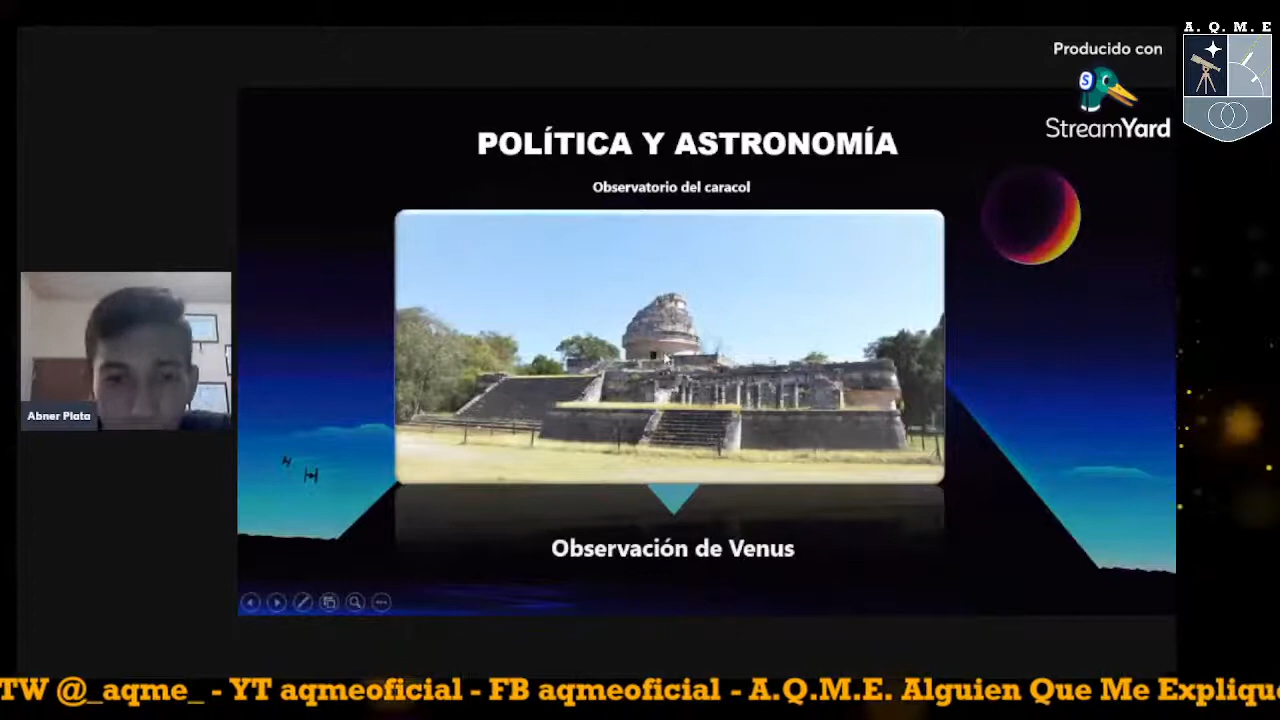 A. Q. M. E
Producido con
StreamYard
POLÍTICA Y ASTRONOMÍA
Observatorio del caracol
Abner Plata
Observación de Venus
TW @_aqme_ - YT aqmeoficial - FB aqmeoficial - A.Q.M.E. Alguien Que Me Explique